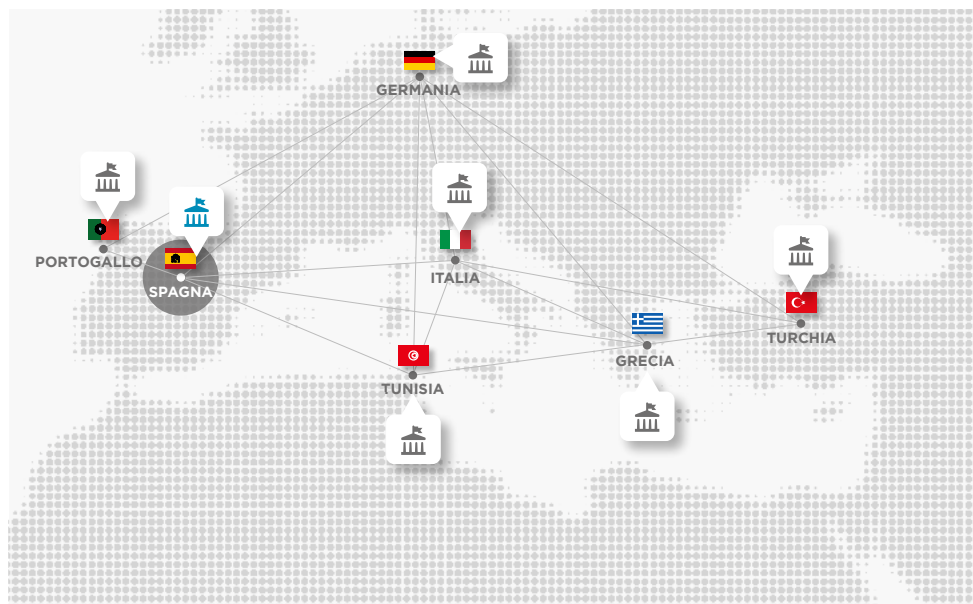 GERMANIA
PORTOGALLO
SPAGNA
ITALIA
TURCHIA
GRECIA
TUNISIA